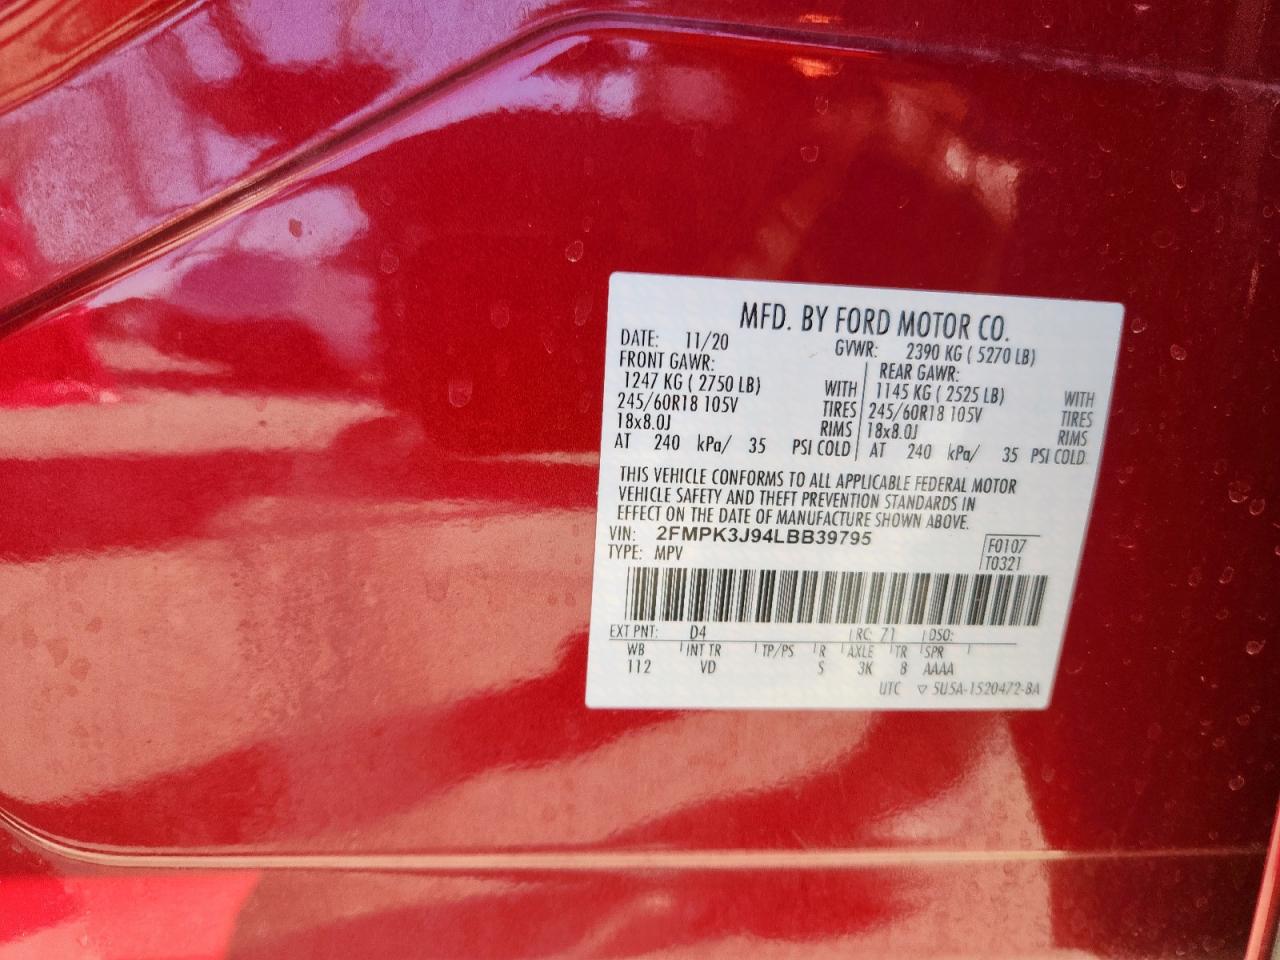 MFD. BY FORD MOTOR CO.
DATE: 11/20 GVWR: 2390 KG ( 5270 LB)
FRONT GAWR: REAR GAWR:
1247 KG ( 2750 LB) WITH 1145 KG ( 2525 LB) WITH
245/60R18 105V TIRES 245/60R18 105V TIRES
18x8.0J RIMS 18x8.0J RIMS
AT 240 kPa/ 35 PSI COLD AT 240 kPa/ 35 PSI COLD
THIS VEHICLE CONFORMS TO ALL APPLICABLE FEDERAL MOTOR
VEHICLE SAFETY AND THEFT PREVENTION STANDARDS IN
EFFECT ON THE DATE OF MANUFACTURE SHOWN ABOVE.
VIN: 2FMPK3J94LBB39795 F0107
TYPE: MPV T0321
EXT PNT: D4 RC: 71 DSO:
WB INT TR TP/PS R AXLE TR SPR
112 VD S 3K 8 AAAA
UTC ▽ 5U5A-1520472-BA